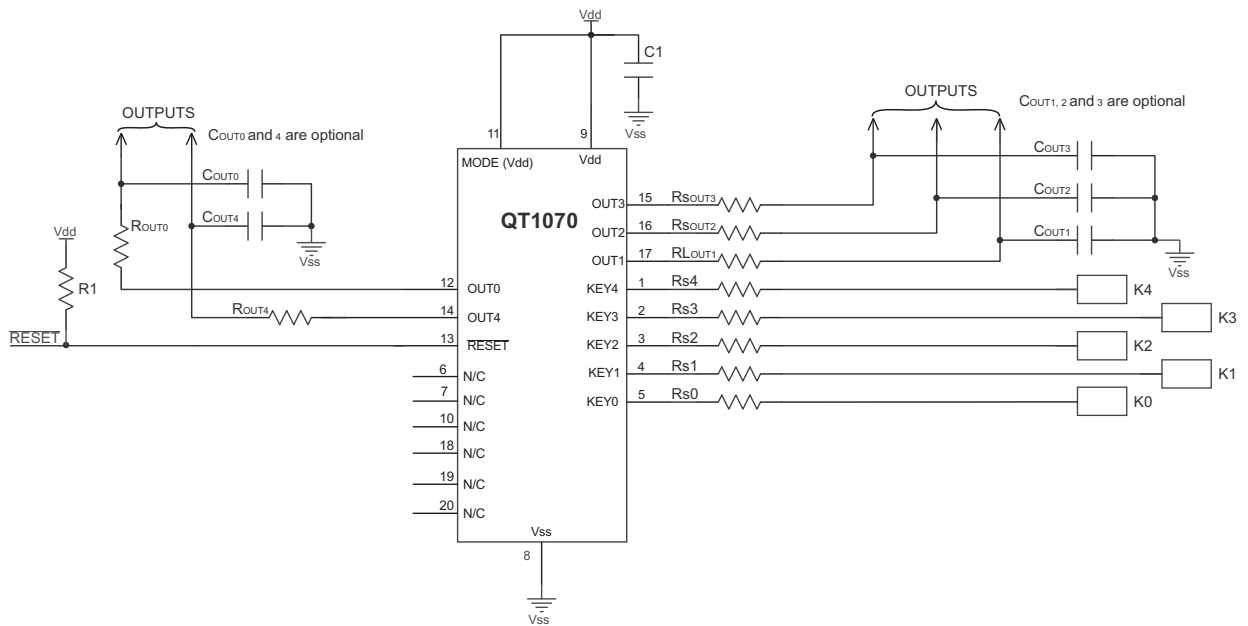 Vdd
C1
Vss
OUTPUTS
COUT0 and 4 are optional
COUT0
COUT4
ROUT0
Vss
Vdd
R1
ROUT4
RESET
OUTPUTS
COUT1, 2 and 3 are optional
COUT3
COUT2
COUT1
Vss
11
9
MODE (Vdd)
Vdd
QT1070
OUT3 15 RsOUT3
OUT2 16 RsOUT2
OUT1 17 RLOUT1
12 OUT0
14 OUT4
13 RESET
6 N/C
7 N/C
10 N/C
18 N/C
19 N/C
20 N/C
KEY4 1 Rs4 K4
KEY3 2 Rs3 K3
KEY2 3 Rs2 K2
KEY1 4 Rs1 K1
KEY0 5 Rs0 K0
Vss
8
Vss